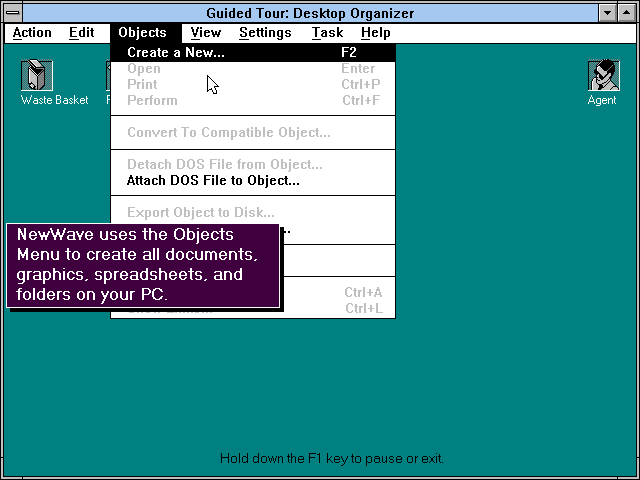 Guided Tour: Desktop Organizer
Action Edit Objects View Settings Task Help
Create a New... F2
Open Enter
Print Ctrl+P
Perform Ctrl+F
Convert To Compatible Object...
Detach DOS File from Object...
Attach DOS File to Object...
Export Object to Disk...
Ctrl+A
Ctrl+L
Waste Basket
Agent
NewWave uses the Objects
Menu to create all documents,
graphics, spreadsheets, and
folders on your PC.
Hold down the F1 key to pause or exit.